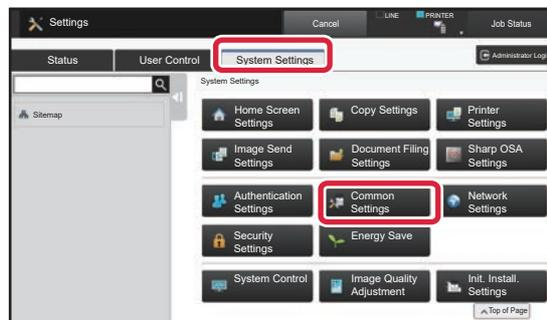 Settings
Cancel
LINE
PRINTER
Job Status
Status
User Control
System Settings
Administrator Logi
System Settings
Sitemap
Home Screen
Settings
Copy Settings
Printer
Settings
Image Send
Settings
Document Filing
Settings
Sharp OSA
Settings
Authentication
Settings
Common
Settings
Network
Settings
Security
Settings
Energy Save
System Control
Image Quality
Adjustment
Init. Install.
Settings
Top of Page